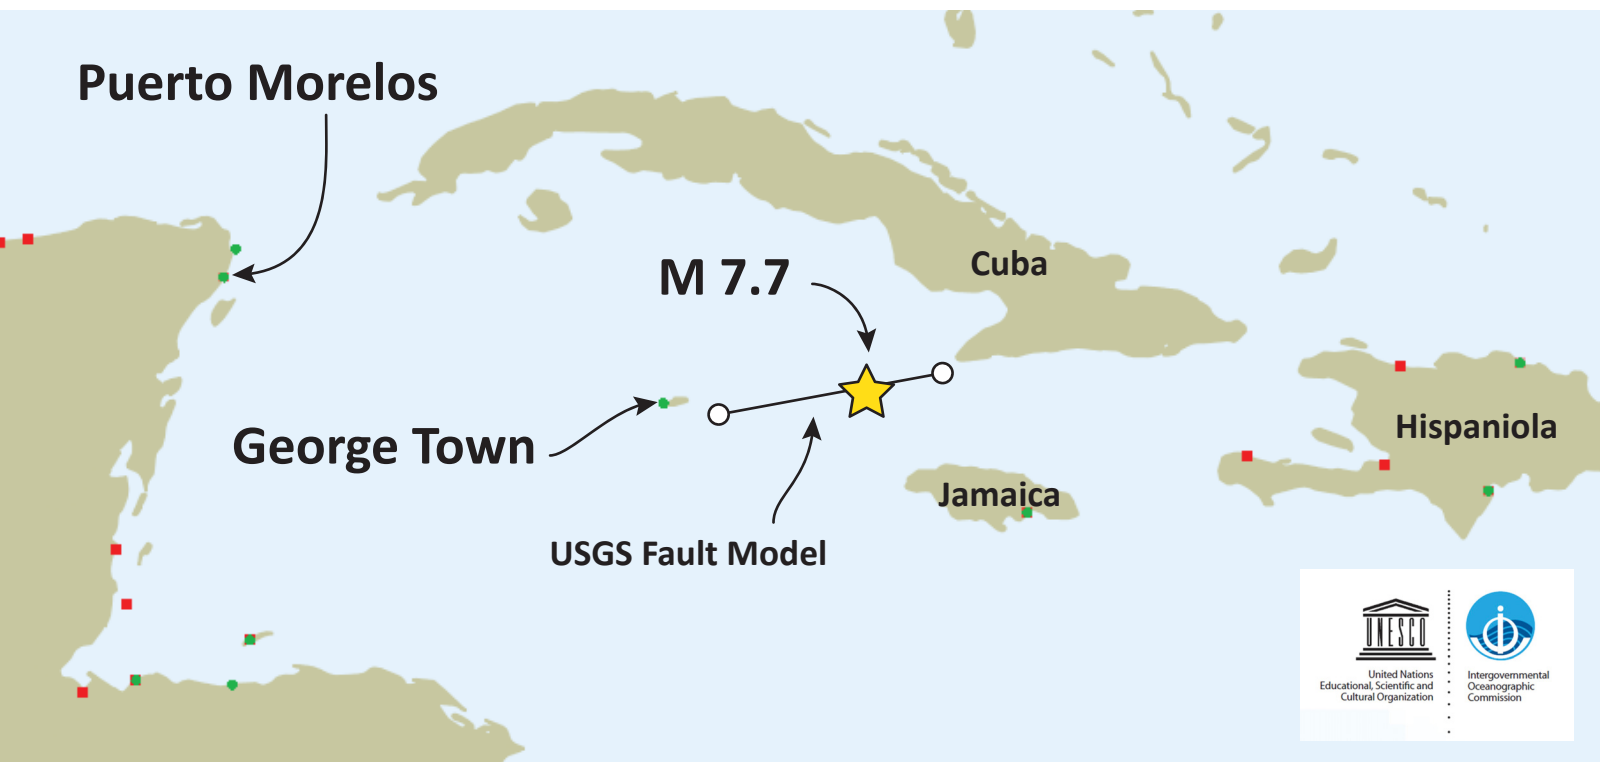 Puerto Morelos
M 7.7
Cuba
George Town
Hispaniola
Jamaica
USGS Fault Model
UNESCO
United Nations
Educational, Scientific and
Cultural Organization
Intergovernmental
Oceanographic
Commission